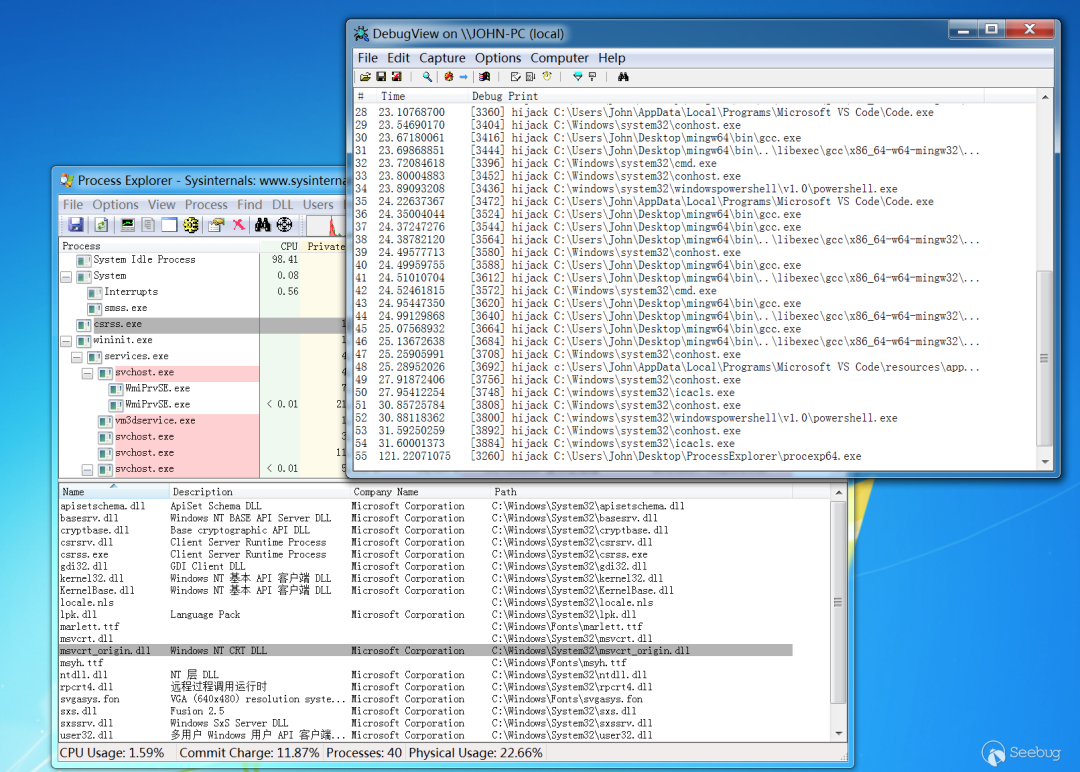 DebugView on \\JOHN-PC (local)
File Edit Capture Options Computer Help
# Time Debug Print
28 23.10768700 [3360] hijack C:\Users\John\AppData\Local\Programs\Microsoft VS Code\Code.exe
29 23.54690170 [3404] hijack C:\Windows\system32\conhost.exe
30 23.67180061 [3416] hijack C:\Users\John\Desktop\mingw64\bin\gcc.exe
31 23.69868851 [3444] hijack C:\Users\John\Desktop\mingw64\bin\..\libexec\gcc\x86_64-w64-mingw32\...
32 23.72084618 [3396] hijack C:\Windows\system32\cmd.exe
33 23.80004883 [3452] hijack C:\Windows\system32\conhost.exe
34 23.89093208 [3436] hijack C:\windows\system32\windowspowershell\v1.0\powershell.exe
35 24.22637367 [3472] hijack C:\Users\John\AppData\Local\Programs\Microsoft VS Code\Code.exe
36 24.35004044 [3524] hijack C:\Users\John\Desktop\mingw64\bin\gcc.exe
37 24.37247276 [3544] hijack C:\Users\John\Desktop\mingw64\bin\gcc.exe
38 24.38782120 [3564] hijack C:\Users\John\Desktop\mingw64\bin\..\libexec\gcc\x86_64-w64-mingw32\...
39 24.49577713 [3580] hijack C:\Windows\system32\conhost.exe
40 24.49959755 [3588] hijack C:\Users\John\Desktop\mingw64\bin\gcc.exe
41 24.51010704 [3612] hijack C:\Users\John\Desktop\mingw64\bin\..\libexec\gcc\x86_64-w64-mingw32\...
42 24.52461815 [3572] hijack C:\Windows\system32\cmd.exe
43 24.95447350 [3620] hijack C:\Users\John\Desktop\mingw64\bin\gcc.exe
44 24.99129868 [3640] hijack C:\Users\John\Desktop\mingw64\bin\..\libexec\gcc\x86_64-w64-mingw32\...
45 25.07568932 [3664] hijack C:\Users\John\Desktop\mingw64\bin\gcc.exe
46 25.13672638 [3684] hijack C:\Users\John\Desktop\mingw64\bin\..\libexec\gcc\x86_64-w64-mingw32\...
47 25.25905991 [3708] hijack C:\Windows\system32\conhost.exe
48 25.28952026 [3692] hijack c:\Users\John\AppData\Local\Programs\Microsoft VS Code\resources\app...
49 27.91872406 [3756] hijack C:\Windows\system32\conhost.exe
50 27.95412254 [3748] hijack C:\windows\system32\icacls.exe
51 30.85725784 [3808] hijack C:\Windows\system32\conhost.exe
52 30.88118362 [3800] hijack C:\windows\system32\windowspowershell\v1.0\powershell.exe
53 31.59250259 [3892] hijack C:\Windows\system32\conhost.exe
54 31.60001373 [3884] hijack C:\windows\system32\icacls.exe
55 121.22071075 [3260] hijack C:\Users\John\Desktop\ProcessExplorer\procexp64.exe
Process Explorer - Sysinternals: www.sysinterna
File Options View Process Find DLL Users
Process CPU Private
System Idle Process 98.41
System 0.08
Interrupts 0.56
smss.exe
csrss.exe
wininit.exe
services.exe
svchost.exe
WmiPrvSE.exe
WmiPrvSE.exe < 0.01
vm3dservice.exe
svchost.exe
svchost.exe
svchost.exe < 0.01
Name Description Company Name Path
apisetschema.dll ApiSet Schema DLL Microsoft Corporation C:\Windows\System32\apisetschema.dll
basesrv.dll Windows NT BASE API Server DLL Microsoft Corporation C:\Windows\System32\basesrv.dll
cryptbase.dll Base cryptographic API DLL Microsoft Corporation C:\Windows\System32\cryptbase.dll
csrsrv.dll Client Server Runtime Process Microsoft Corporation C:\Windows\System32\csrsrv.dll
csrss.exe Client Server Runtime Process Microsoft Corporation C:\Windows\System32\csrss.exe
gdi32.dll GDI Client DLL Microsoft Corporation C:\Windows\System32\gdi32.dll
kernel32.dll Windows NT 基本 API 客户端 DLL Microsoft Corporation C:\Windows\System32\kernel32.dll
KernelBase.dll Windows NT 基本 API 客户端 DLL Microsoft Corporation C:\Windows\System32\KernelBase.dll
locale.nls C:\Windows\System32\locale.nls
lpk.dll Language Pack Microsoft Corporation C:\Windows\System32\lpk.dll
marlett.ttf C:\Windows\Fonts\marlett.ttf
msvcrt.dll C:\Windows\System32\msvcrt.dll
msvcrt_origin.dll Windows NT CRT DLL Microsoft Corporation C:\Windows\System32\msvcrt_origin.dll
msyh.ttf C:\Windows\Fonts\msyh.ttf
ntdll.dll NT 层 DLL Microsoft Corporation C:\Windows\System32\ntdll.dll
rpcrt4.dll 远程过程调用运行时 Microsoft Corporation C:\Windows\System32\rpcrt4.dll
svgasys.fon VGA (640x480) resolution syste... Microsoft Corporation C:\Windows\Fonts\svgasys.fon
sxs.dll Fusion 2.5 Microsoft Corporation C:\Windows\System32\sxs.dll
sxssrv.dll Windows SxS Server DLL Microsoft Corporation C:\Windows\System32\sxssrv.dll
user32.dll 多用户 Windows 用户 API 客户端... Microsoft Corporation C:\Windows\System32\user32.dll
CPU Usage: 1.59% Commit Charge: 11.87% Processes: 40 Physical Usage: 22.66%
Seebug